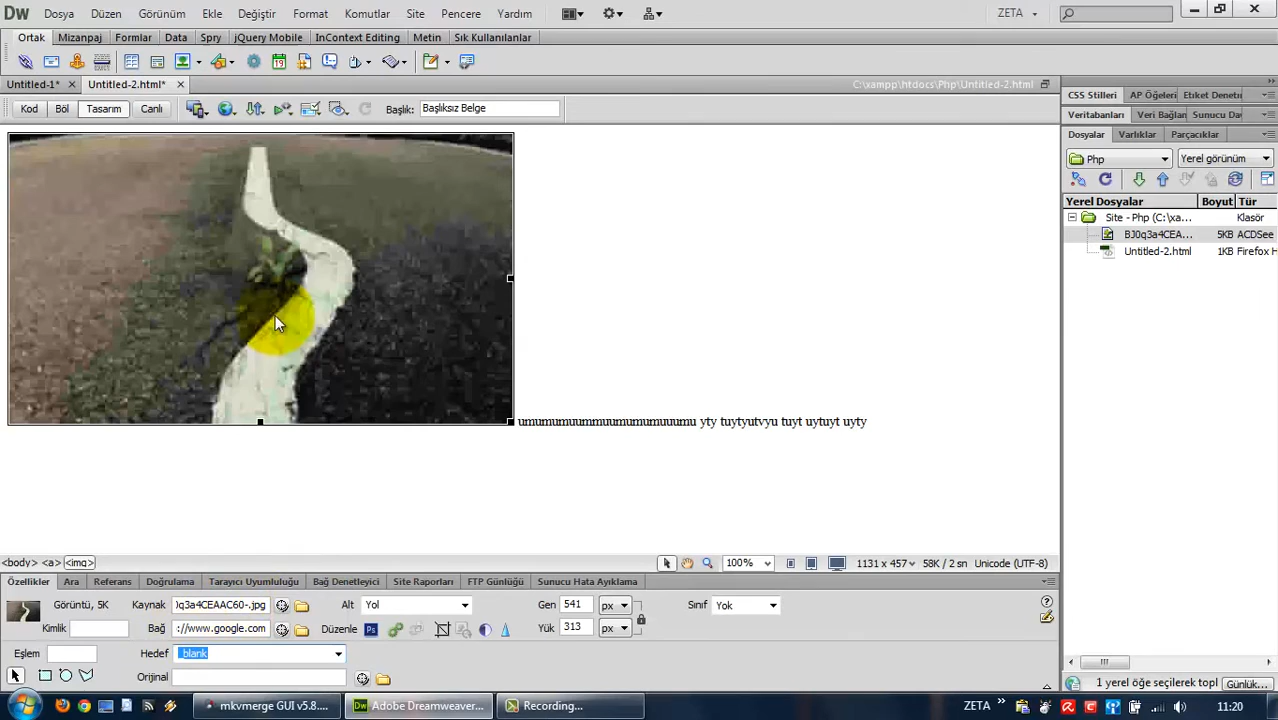 Dw Dosya Düzen Görünüm Ekle Değiştir Format Komutlar Site Pencere Yardım ZETA
Ortak Mizanpaj Formlar Data Spry jQuery Mobile InContext Editing Metin Sık Kullanılanlar
Untitled-1* Untitled-2.html* C:\xampp\htdocs\Php\Untitled-2.html
Kod Böl Tasarım Canlı Başlık: Başlıksız Belge
CSS Stilleri AP Öğeleri Etiket Denetm
Veritabanları Veri Bağlan Sunucu Da
Dosyalar Varlıklar Parçacıklar
Php Yerel görünüm
Yerel Dosyalar Boyut Tür
Site - Php (C:\xa... Klasör
BJ0q3a4CEA... 5KB ACDSee
Untitled-2.html 1KB Firefox H
umumumuummuumumumuuumu yty tuytyutvyu tuyt uytuyt uyty
<body> <a> <img> 100% 1131 x 457 58K / 2 sn Unicode (UTF-8)
Özellikler Ara Referans Doğrulama Tarayıcı Uyumluluğu Bağ Denetleyici Site Raporları FTP Günlüğü Sunucu Hata Ayıklama
Görüntü, 5K Kaynak 0q3a4CEAAC60-.jpg Alt Yol Gen 541 px Sınıf Yok
Kimlik Bağ ://www.google.com Düzenle Ps Yük 313 px
Eşlem Hedef _blank
Orijinal
1 yerel öğe seçilerek topl Günlük...
mkvmerge GUI v5.8.... Adobe Dreamweaver... Recording... ZETA 11:20